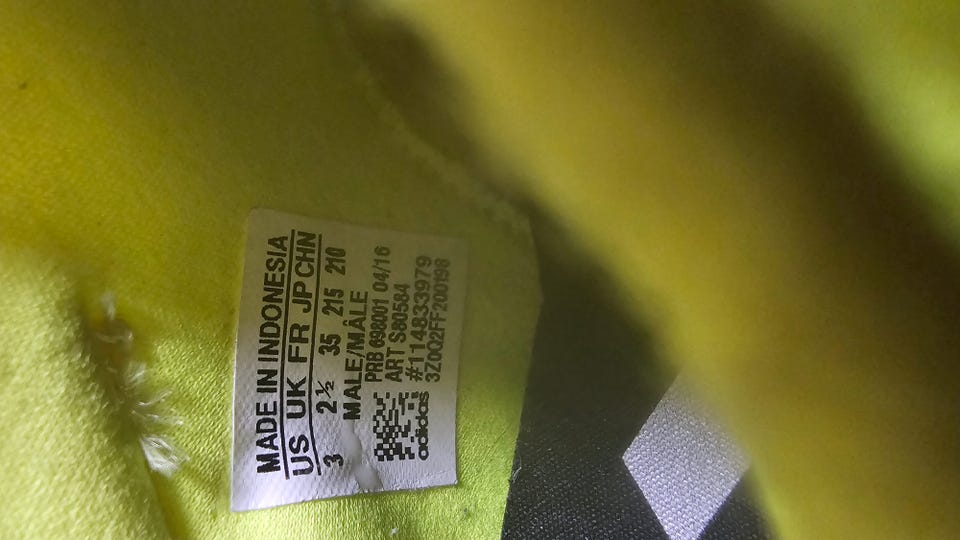 MADE IN INDONESIA
US UK FR JP CHN
3 2½ 35 215 210
MALE/MÂLE
PRB 698001 04/16
ART S80584
#114833979
adidas 3Z0Q2FF200198